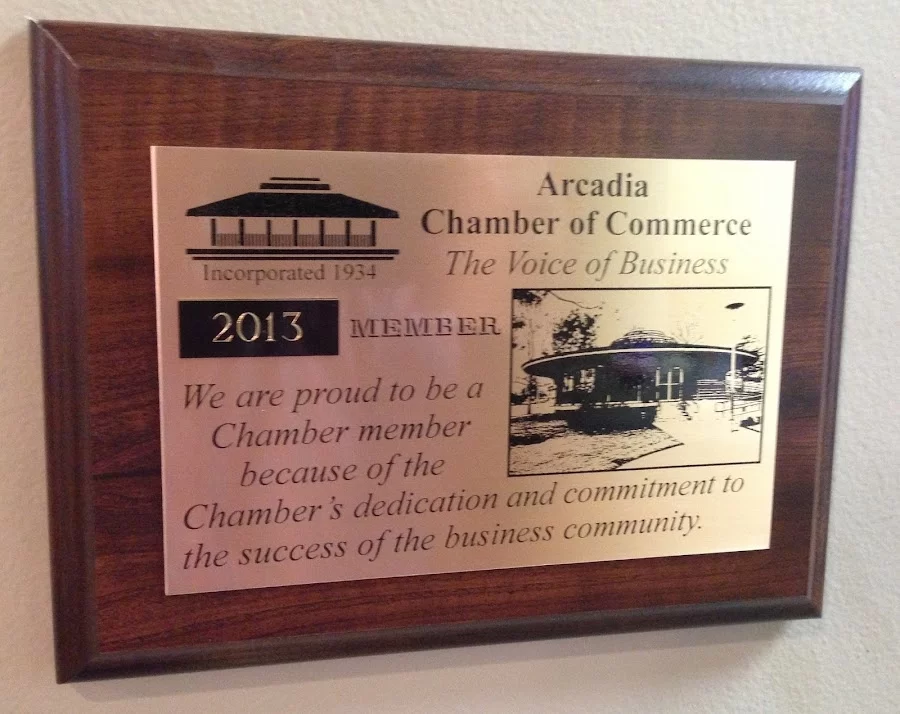 Arcadia
Chamber of Commerce
The Voice of Business
Incorporated 1934
2013 MEMBER
We are proud to be a
Chamber member
because of the
Chamber's dedication and commitment to
the success of the business community.